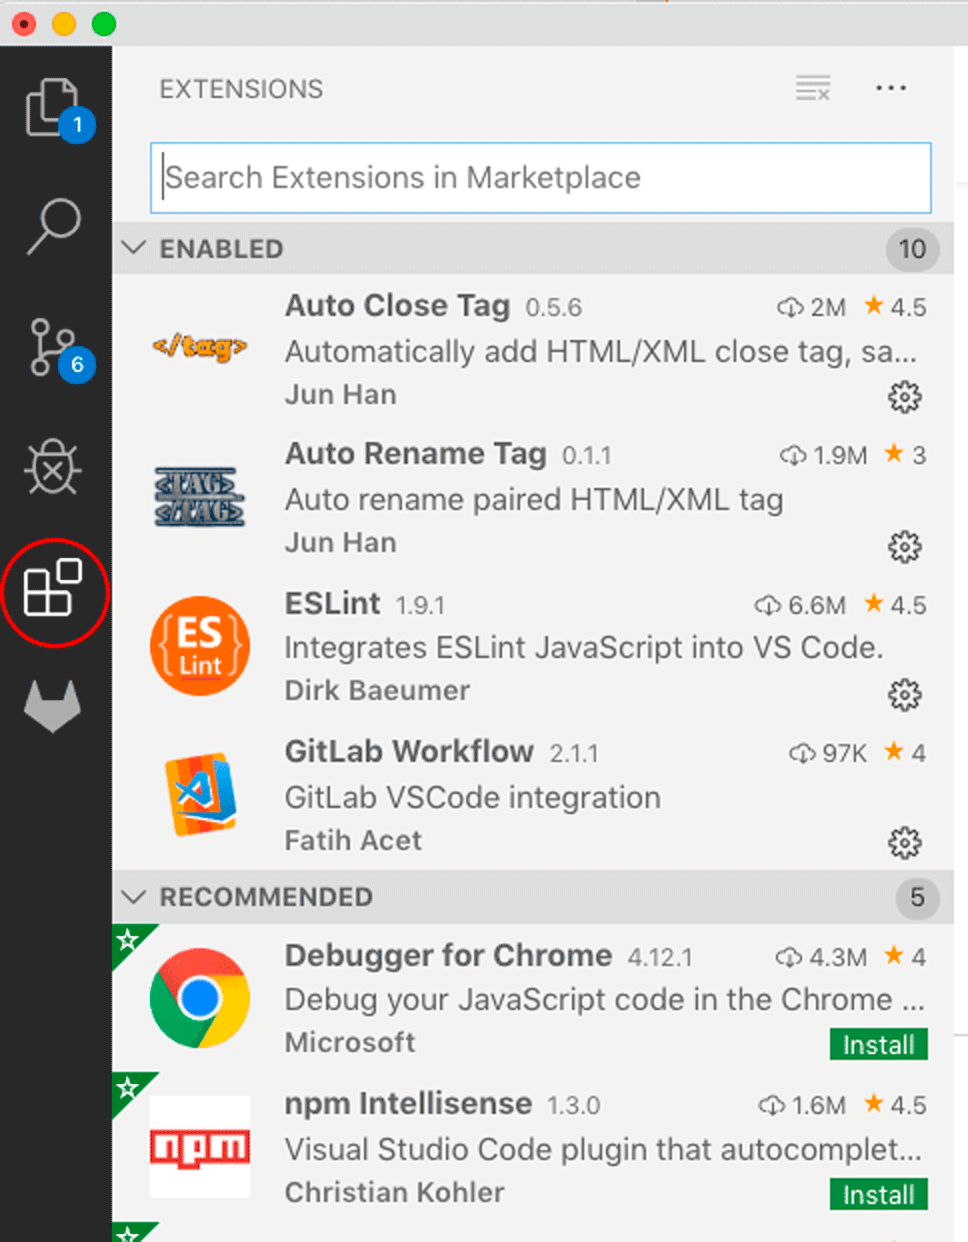 EXTENSIONS
1
Search Extensions in Marketplace
ENABLED 10
Auto Close Tag 0.5.6 2M 4.5
</tag>
Automatically add HTML/XML close tag, sa...
Jun Han
6
Auto Rename Tag 0.1.1 1.9M 3
<TAG>
</TAG>
Auto rename paired HTML/XML tag
Jun Han
ESLint 1.9.1 6.6M 4.5
{ES}
Lint
Integrates ESLint JavaScript into VS Code.
Dirk Baeumer
GitLab Workflow 2.1.1 97K 4
GitLab VSCode integration
Fatih Acet
RECOMMENDED 5
Debugger for Chrome 4.12.1 4.3M 4
Debug your JavaScript code in the Chrome ...
Microsoft Install
npm Intellisense 1.3.0 1.6M 4.5
npm
Visual Studio Code plugin that autocomplet...
Christian Kohler Install